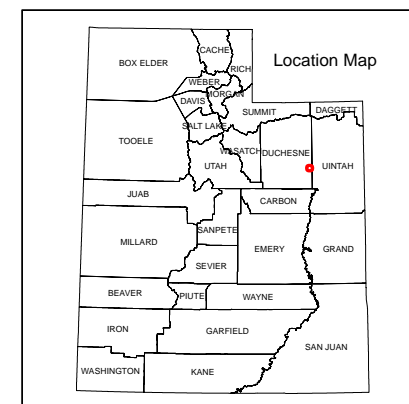 Location Map
BOX ELDER
CACHE
RICH
WEBER
MORGAN
DAVIS
SUMMIT
DAGGETT
SALT LAKE
TOOELE
WASATCH
DUCHESNE
UINTAH
UTAH
JUAB
CARBON
SANPETE
MILLARD
EMERY
GRAND
SEVIER
BEAVER
PIUTE
WAYNE
IRON
GARFIELD
SAN JUAN
WASHINGTON
KANE